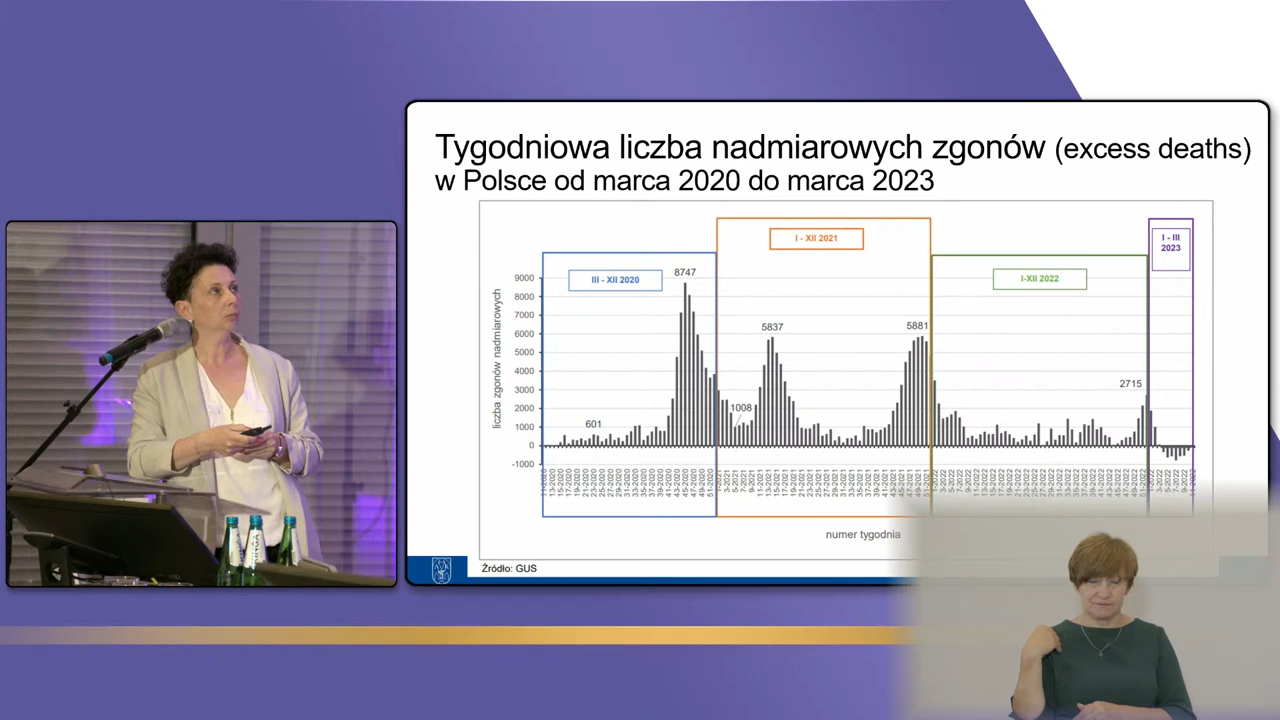 Tygodniowa liczba nadmiarowych zgonów (excess deaths)
w Polsce od marca 2020 do marca 2023
I - XII 2021
I - III
2023
III - XII 2020
I-XII 2022
8747
5837
5881
2715
1008
601
liczba zgonów nadmiarowych
9000
8000
7000
6000
5000
4000
3000
2000
1000
0
-1000
numer tygodnia
Źródło: GUS